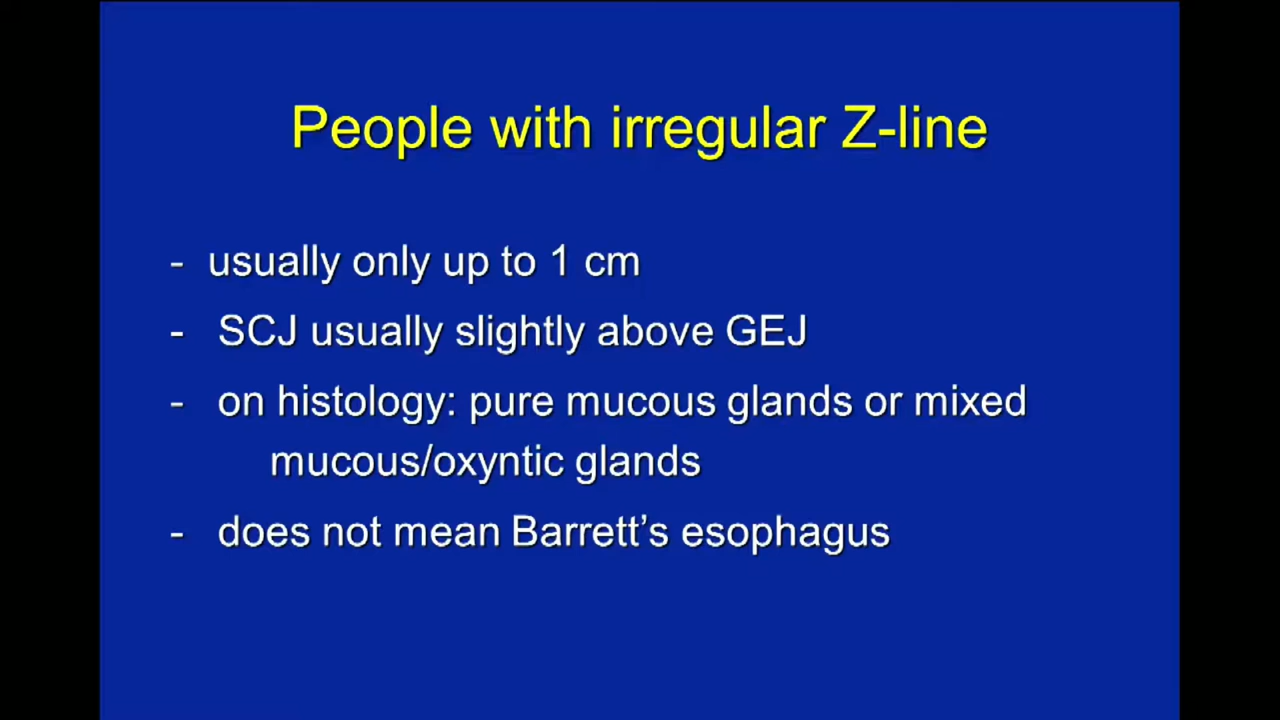 People with irregular Z-line
- usually only up to 1 cm
- SCJ usually slightly above GEJ
- on histology: pure mucous glands or mixed
mucous/oxyntic glands
- does not mean Barrett’s esophagus